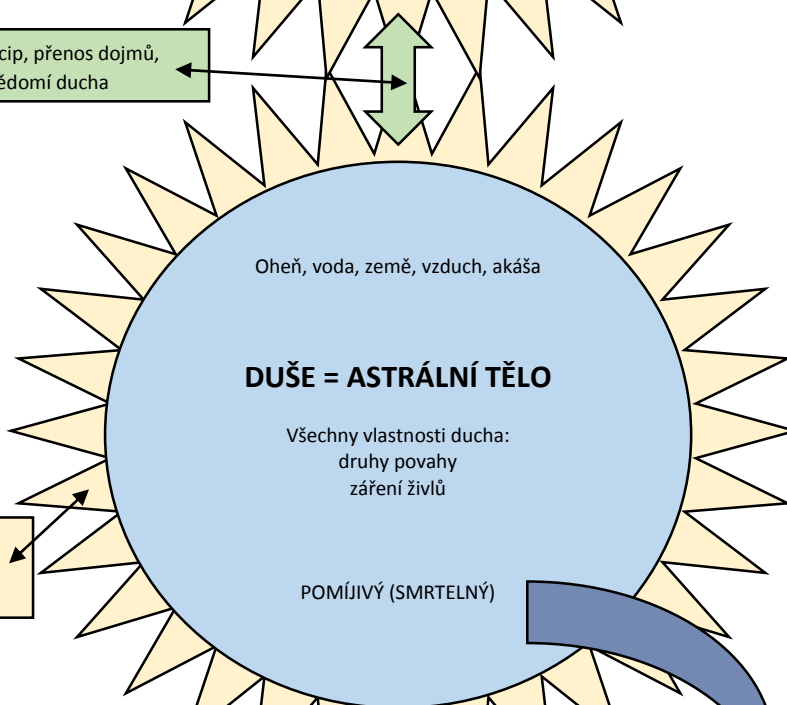 cip, přenos dojmů,
ědomí ducha
Oheň, voda, země, vzduch, akáša
DUŠE = ASTRÁLNÍ TĚLO
Všechny vlastnosti ducha:
druhy povahy
záření živlů
POMÍJIVÝ (SMRTELNÝ)